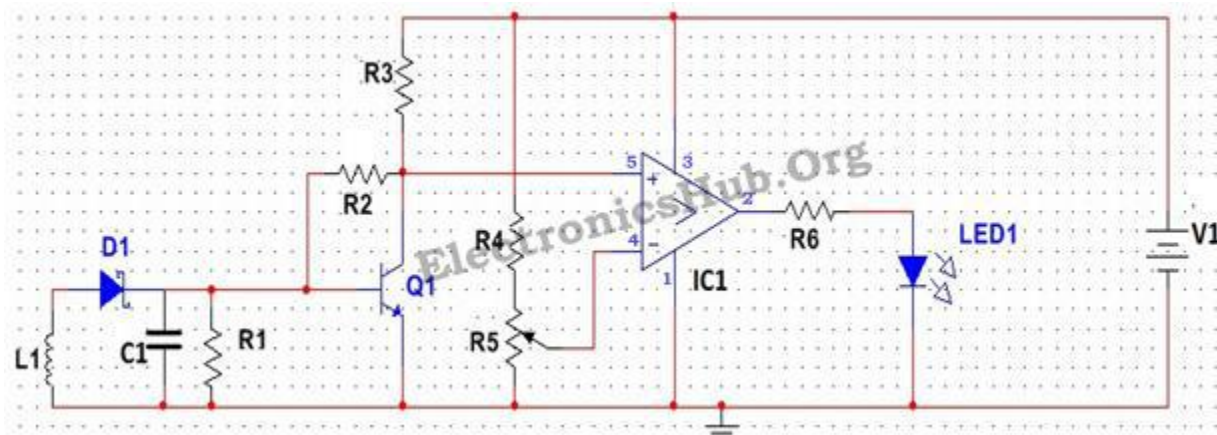 R3
R2
5
3
+
2
D1
R4
4
-
R6
LED1
V1
Q1
1
IC1
L1
C1
R1
R5
ElectronicsHub.Org